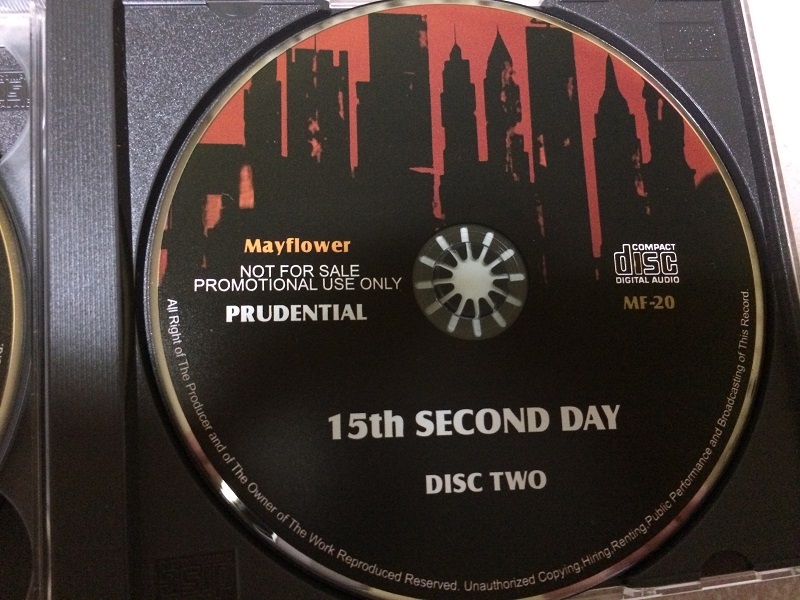 Mayflower
NOT FOR SALE
PROMOTIONAL USE ONLY
PRUDENTIAL
COMPACT
disc
DIGITAL AUDIO
MF-20
15th SECOND DAY
DISC TWO
All Right of The Producer and of The Owner of The Work Reproduced Reserved. Unauthorized Copying,Hiring,Renting,Public Performance and Broadcasting of This Record.